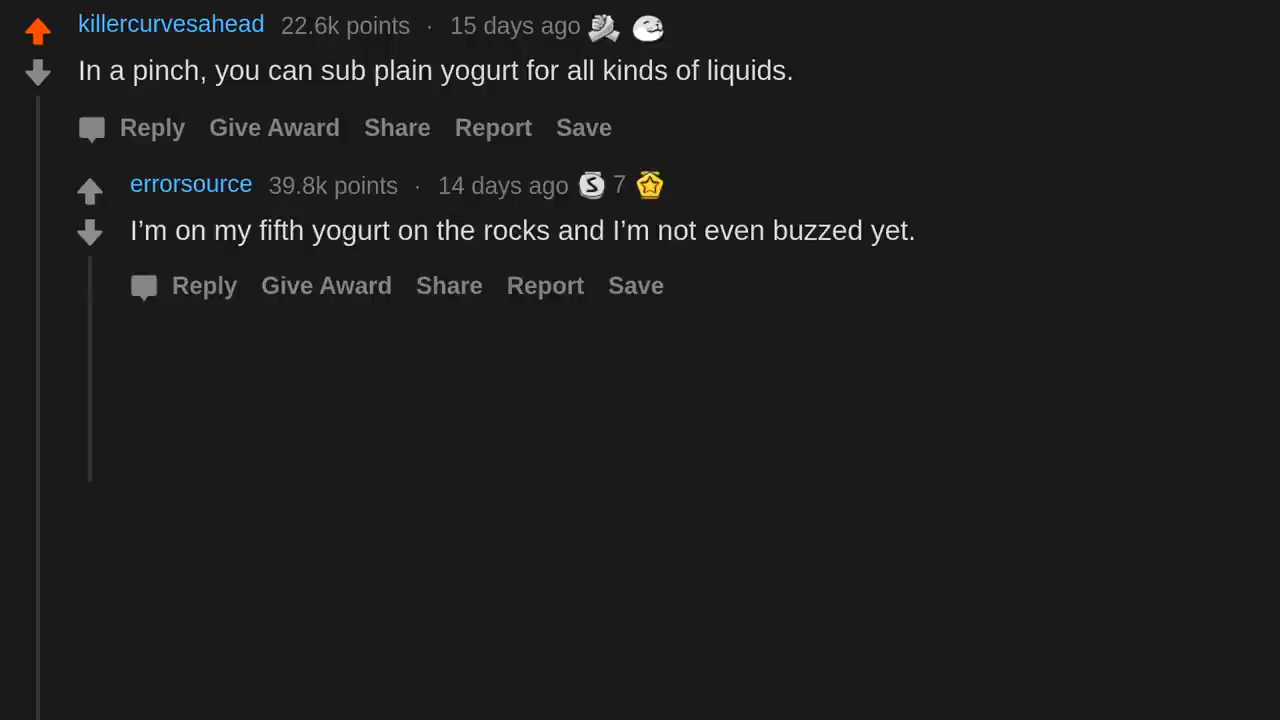 killercurvesahead 22.6k points · 15 days ago
In a pinch, you can sub plain yogurt for all kinds of liquids.
Reply Give Award Share Report Save
errorsource 39.8k points · 14 days ago S 7
I’m on my fifth yogurt on the rocks and I’m not even buzzed yet.
Reply Give Award Share Report Save